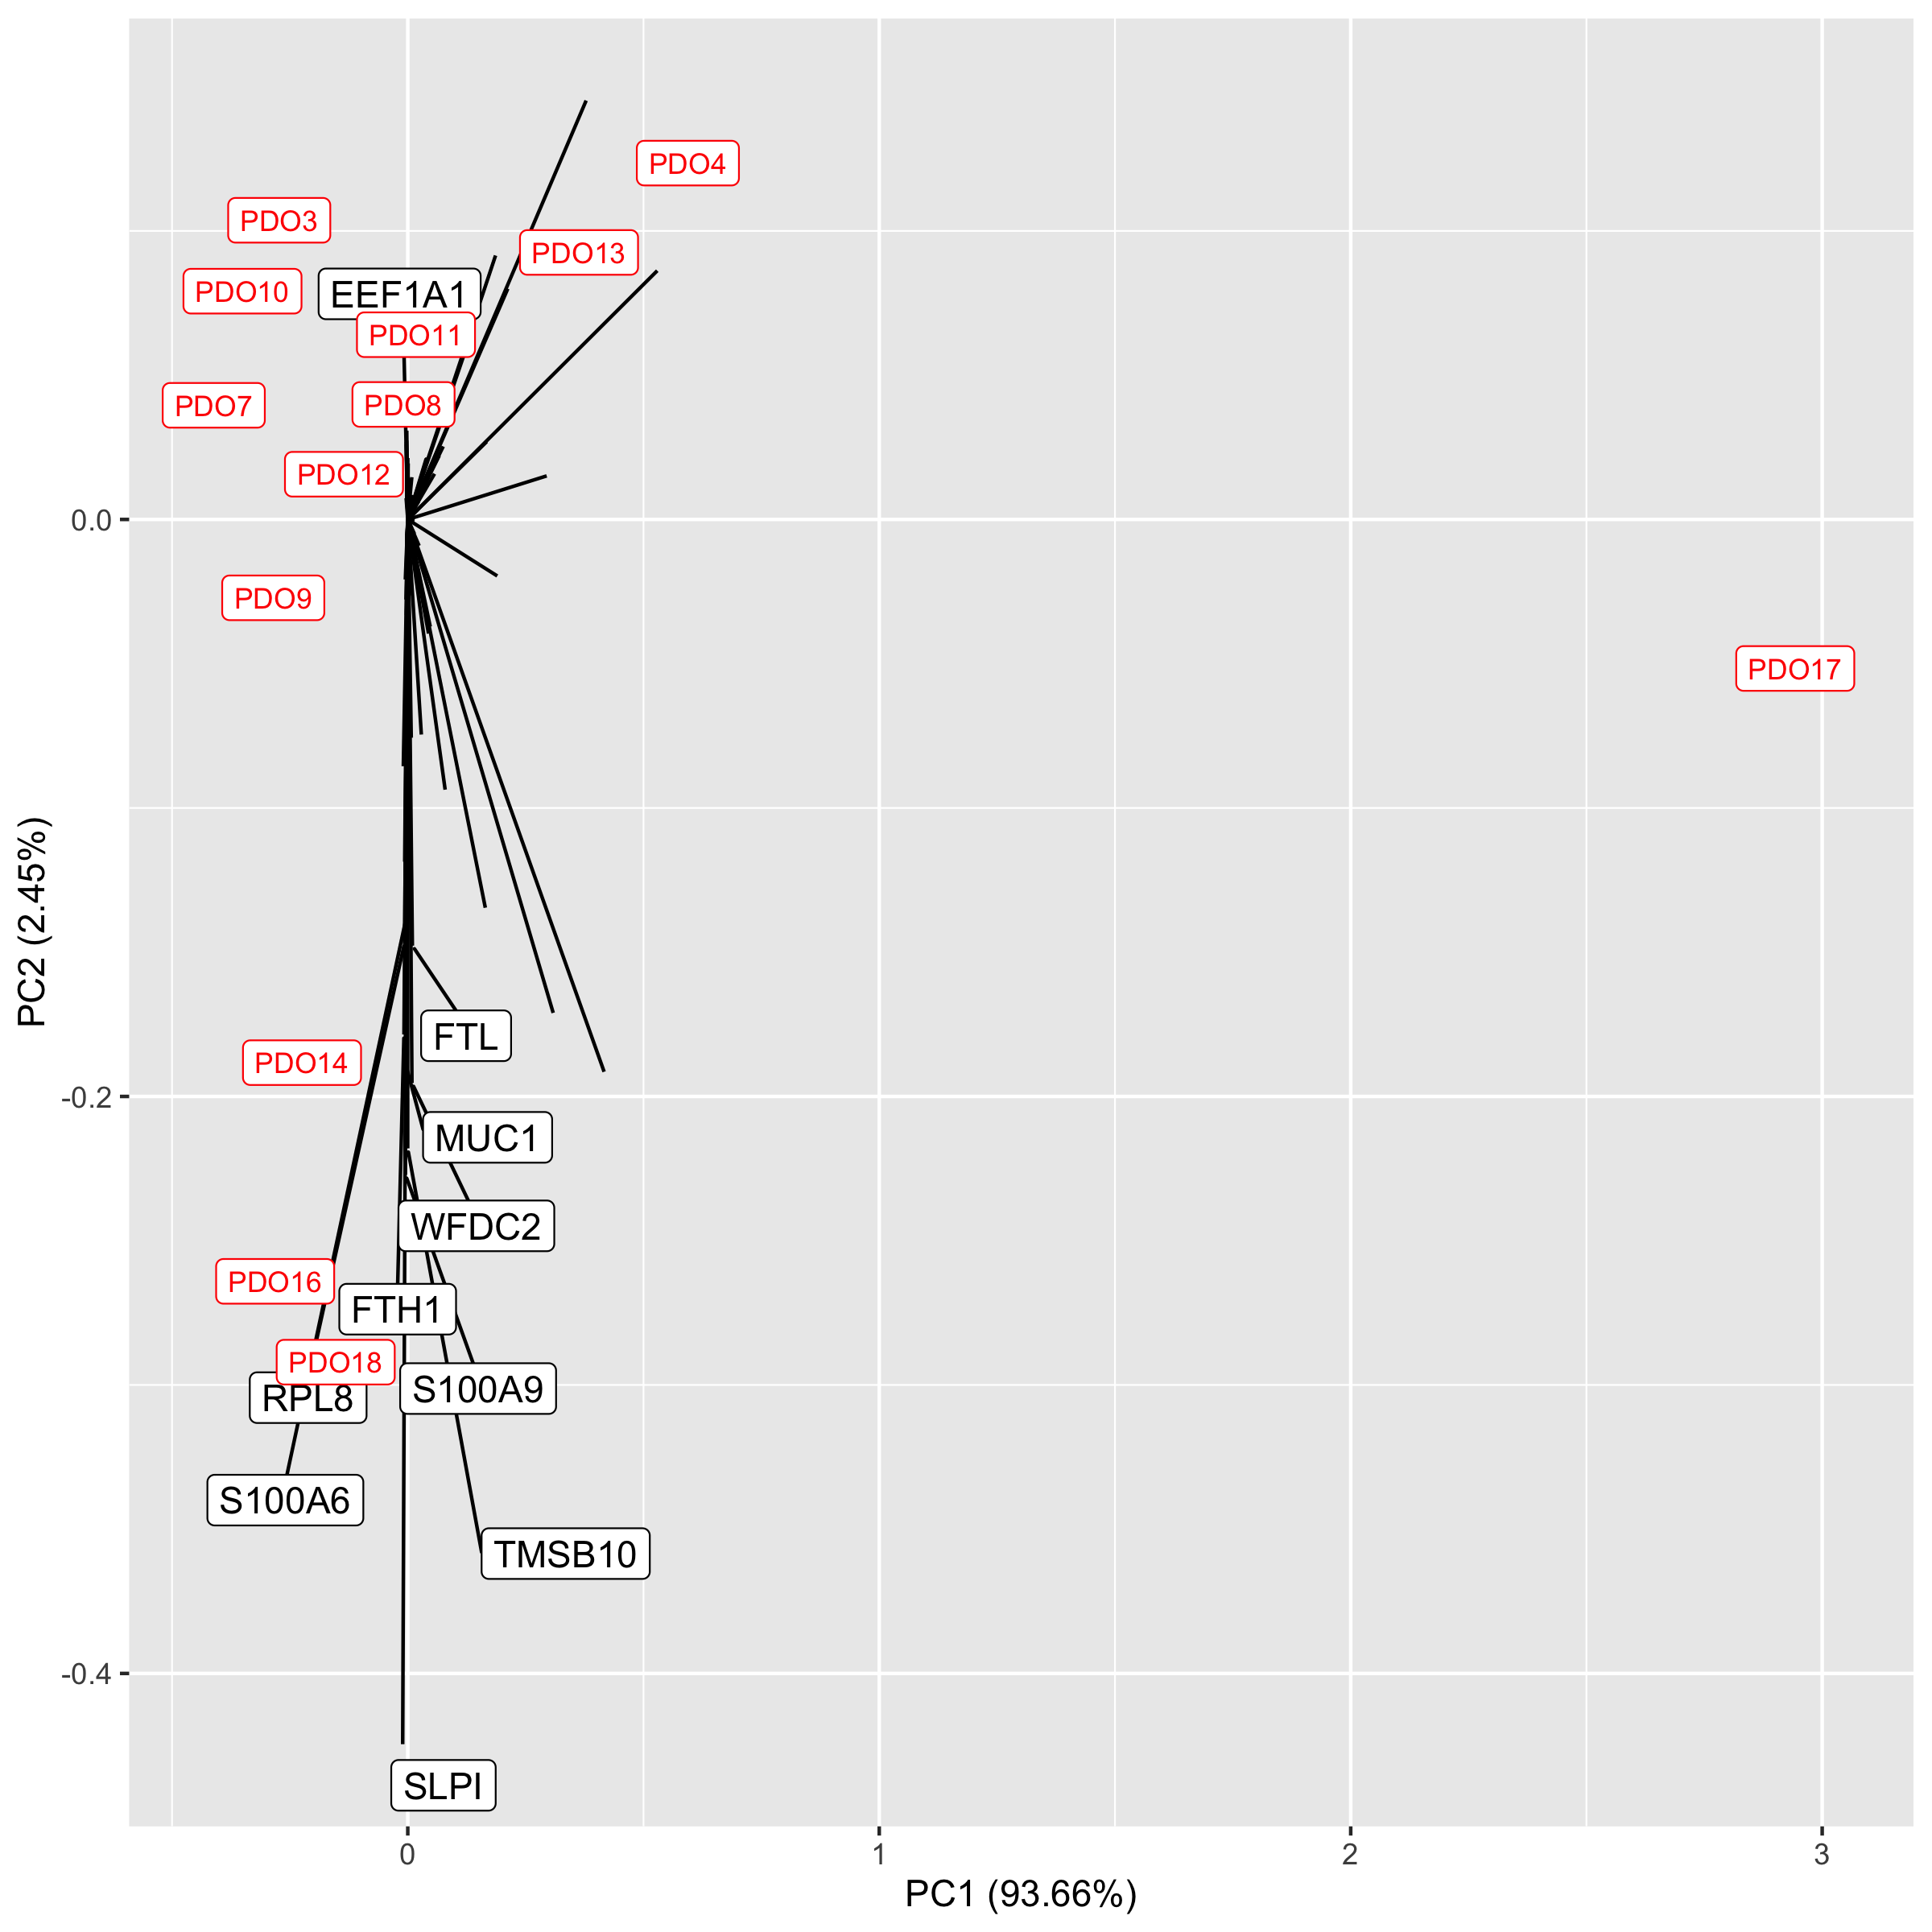 PDO4
PDO3
PDO13
PDO10
EEF1A1
PDO11
PDO7
PDO8
PDO12
0.0
PDO9
PDO17
PC2 (2.45%)
FTL
PDO14
-0.2
MUC1
WFDC2
PDO16
FTH1
PDO18
S100A9
RPL8
S100A6
TMSB10
-0.4
SLPI
0
1
2
3
PC1 (93.66%)